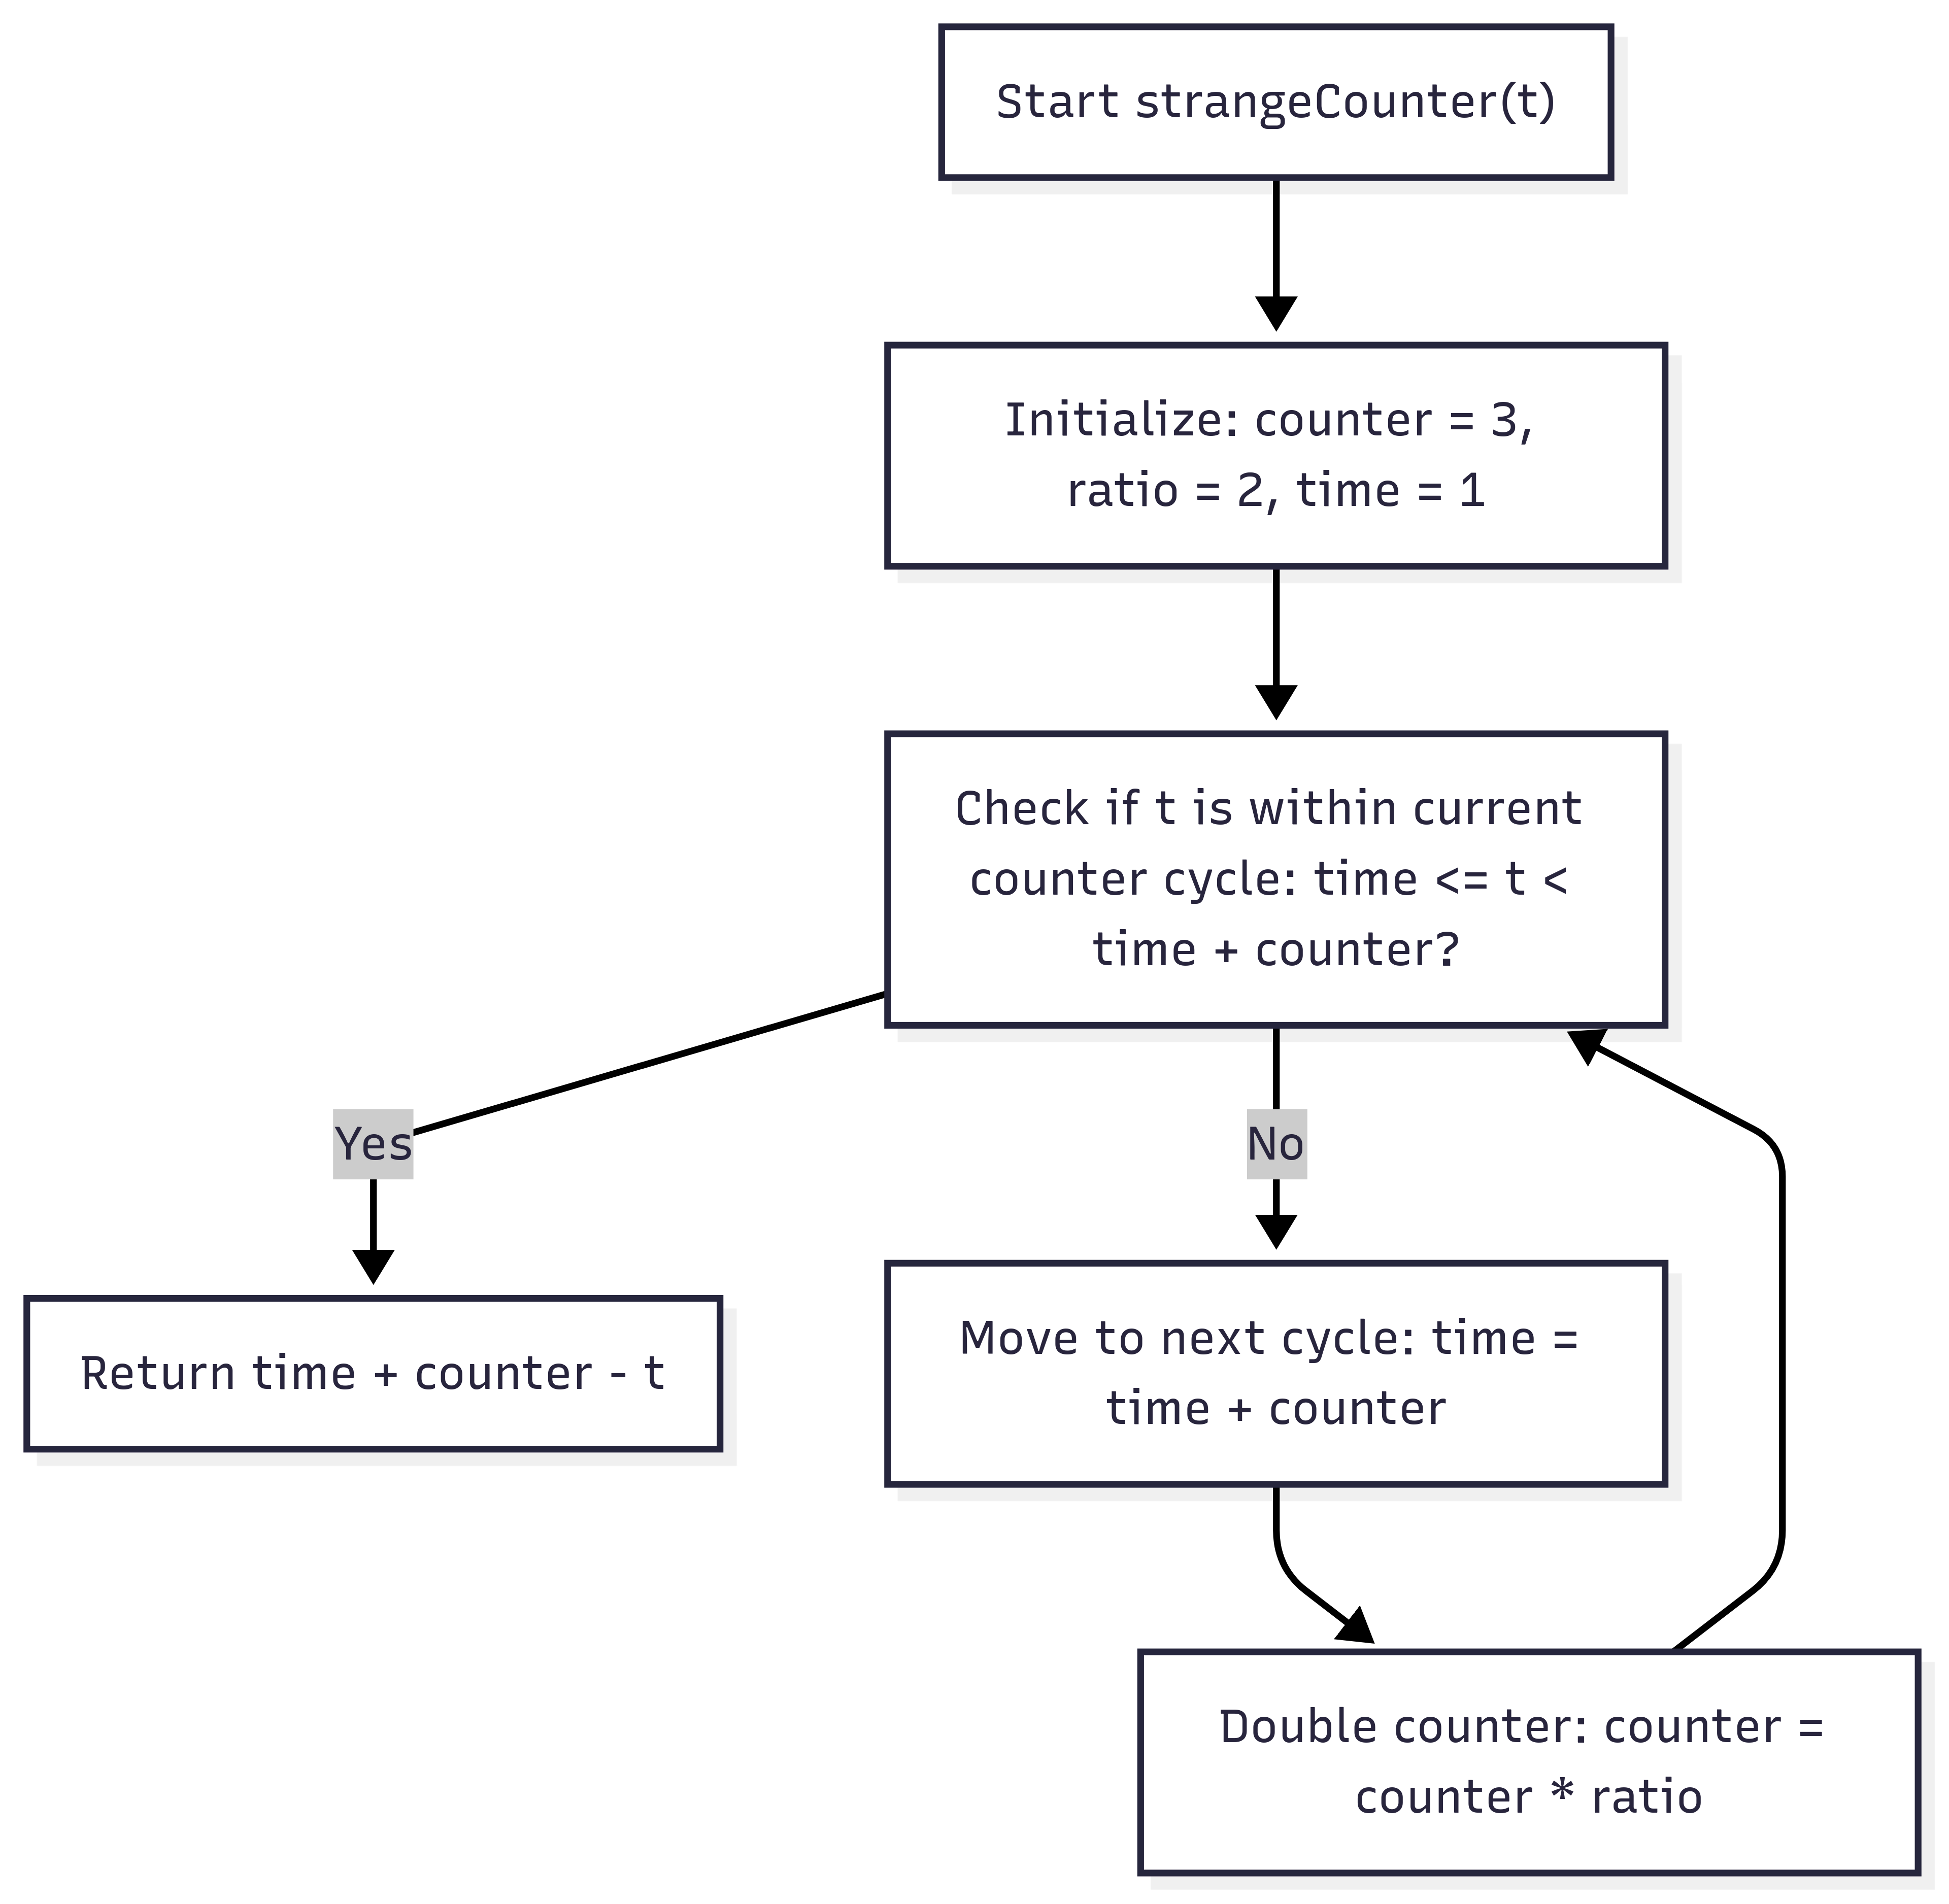 Start strangeCounter(t)
Initialize: counter = 3,
ratio = 2, time = 1
Check if t is within current
counter cycle: time <= t <
time + counter?
Yes
No
Return time + counter - t
Move to next cycle: time =
time + counter
Double counter: counter =
counter * ratio